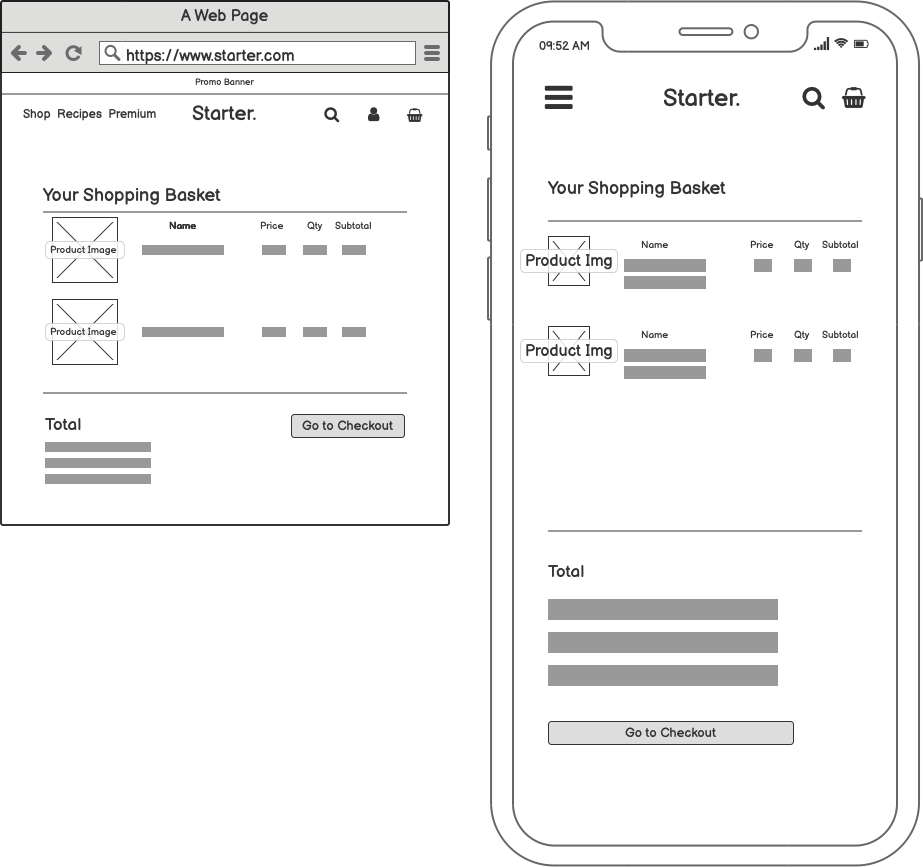 A Web Page
https://www.starter.com
Promo Banner
Shop Recipes Premium Starter.
Your Shopping Basket
Name Price Qty Subtotal
Product Image
Product Image
Total Go to Checkout
09:52 AM
Starter.
Your Shopping Basket
Name Price Qty Subtotal
Product Img
Name Price Qty Subtotal
Product Img
Total
Go to Checkout